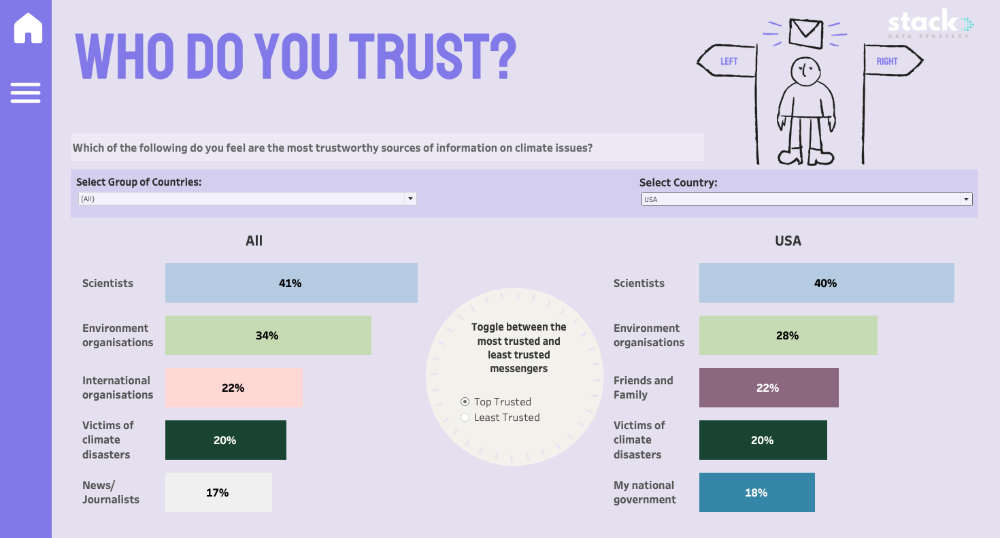 stack
DATA STRATEGY
WHO DO YOU TRUST?
LEFT
RIGHT
Which of the following do you feel are the most trustworthy sources of information on climate issues?
Select Group of Countries:
(All)
Select Country:
USA
All
Scientists
41%
Environment
organisations
34%
International
organisations
22%
Victims of
climate
disasters
20%
News/
Journalists
17%
Toggle between the
most trusted and
least trusted
messengers
Top Trusted
Least Trusted
USA
Scientists
40%
Environment
organisations
28%
Friends and
Family
22%
Victims of
climate
disasters
20%
My national
government
18%